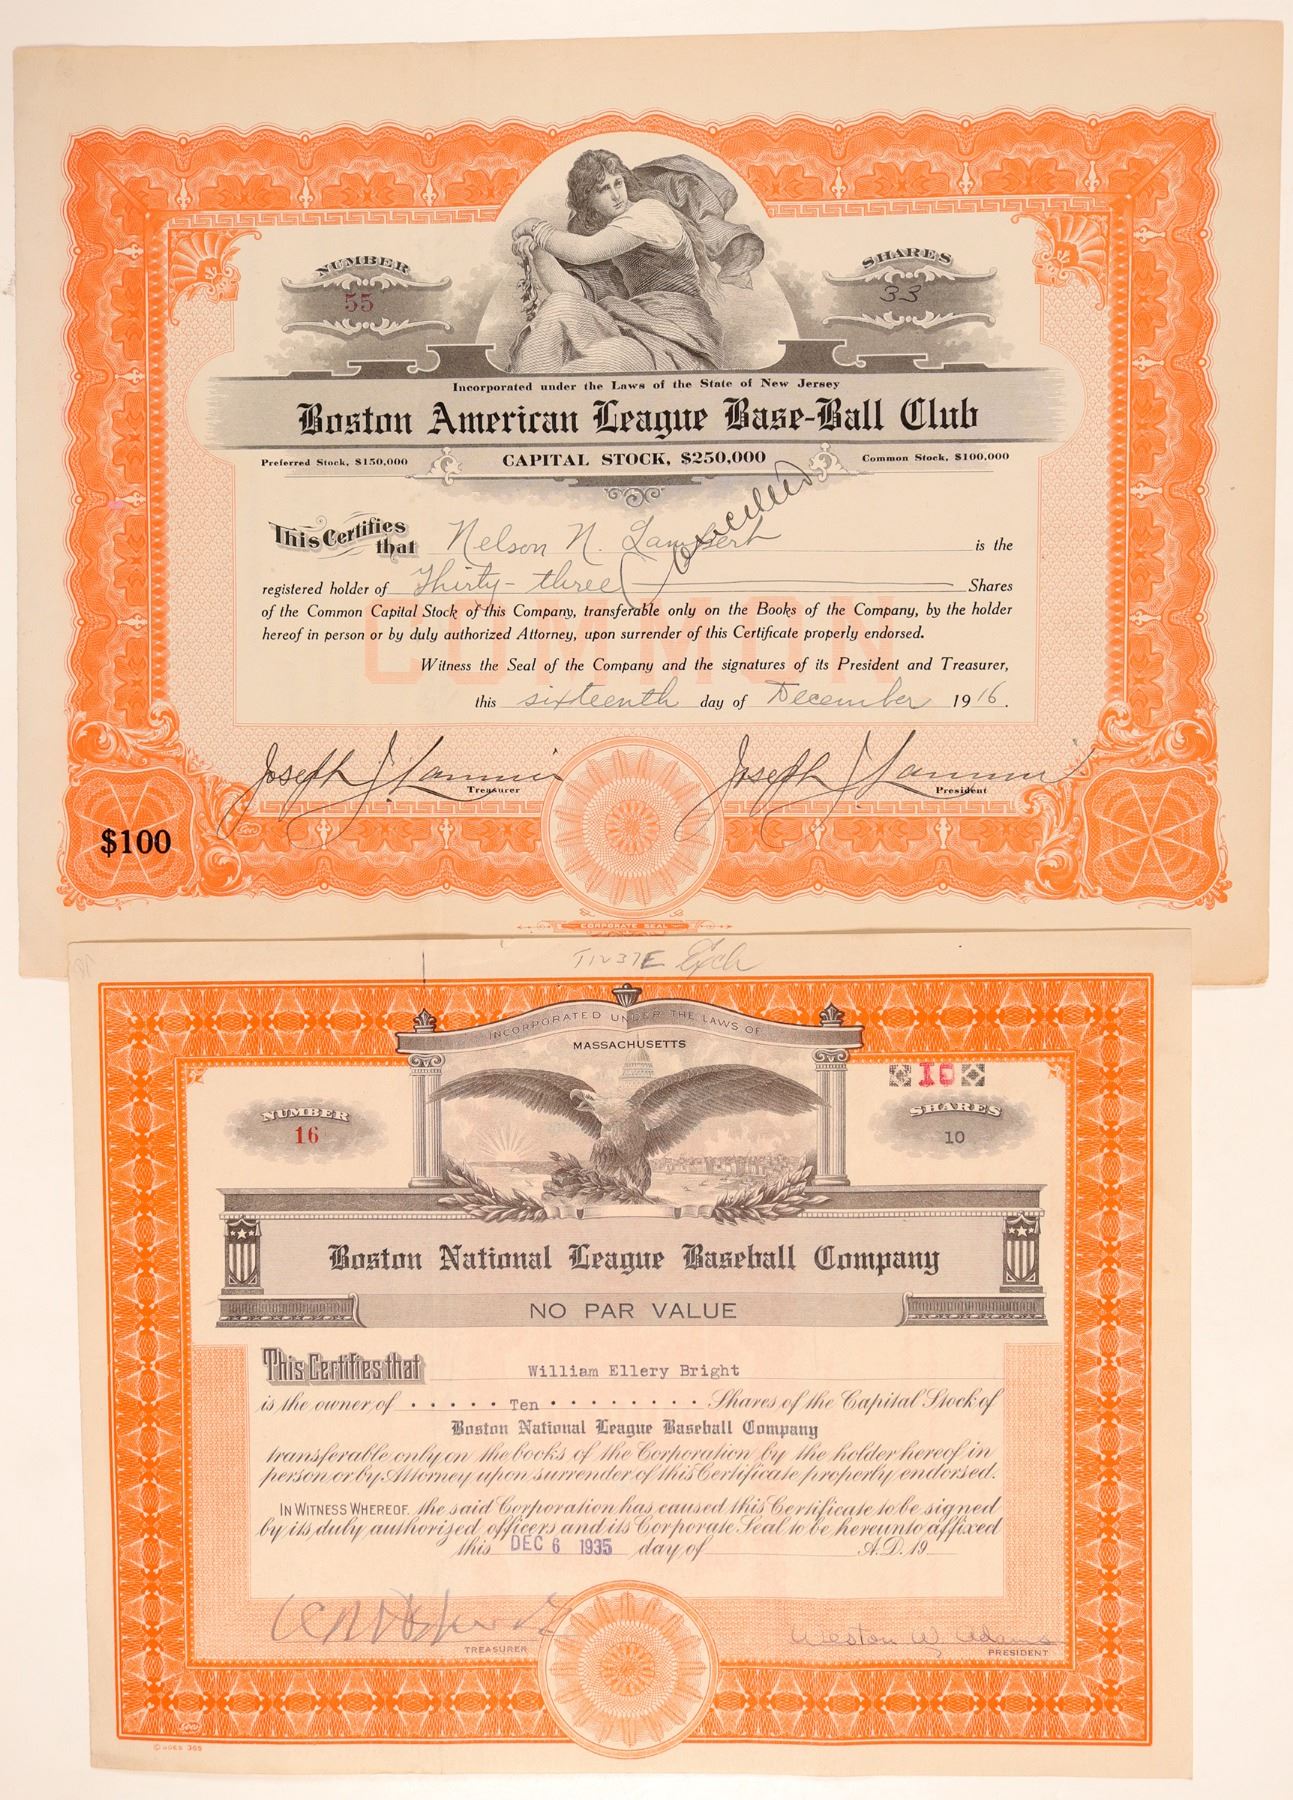 NUMBER
55
SHARES
33
Incorporated under the Laws of the State of New Jersey
Boston American League Base-Ball Club
Preferred Stock, $150,000
CAPITAL STOCK, $250,000
Common Stock, $100,000
Cancelled
This Certifies that Nelson N. Lambert is the
registered holder of Thirty-three Shares
of the Common Capital Stock of this Company, transferable only on the Books of the Company, by the holder
hereof in person or by duly authorized Attorney, upon surrender of this Certificate properly endorsed.
COMMON
Witness the Seal of the Company and the signatures of its President and Treasurer,
this sixteenth day of December 1916.
Joseph J. Lannin
Treasurer
Joseph J Lannin
President
$100
Goes
CORPORATE SEAL
T1237E Exch
INCORPORATED UNDER THE LAWS OF
MASSACHUSETTS
NUMBER
16
10
SHARES
10
Boston National League Baseball Company
NO PAR VALUE
This Certifies that William Ellery Bright
is the owner of Ten Shares of the Capital Stock of
Boston National League Baseball Company
transferable only on the books of the Corporation by the holder hereof in
person or by Attorney upon surrender of this Certificate properly endorsed.
IN WITNESS WHEREOF, the said Corporation has caused this Certificate to be signed
by its duly authorized officers and its Corporate Seal to be hereunto affixed
this DEC 6 1935 day of A.D. 19
TREASURER
Weston W. Adams
PRESIDENT
Goes
© GOES 365